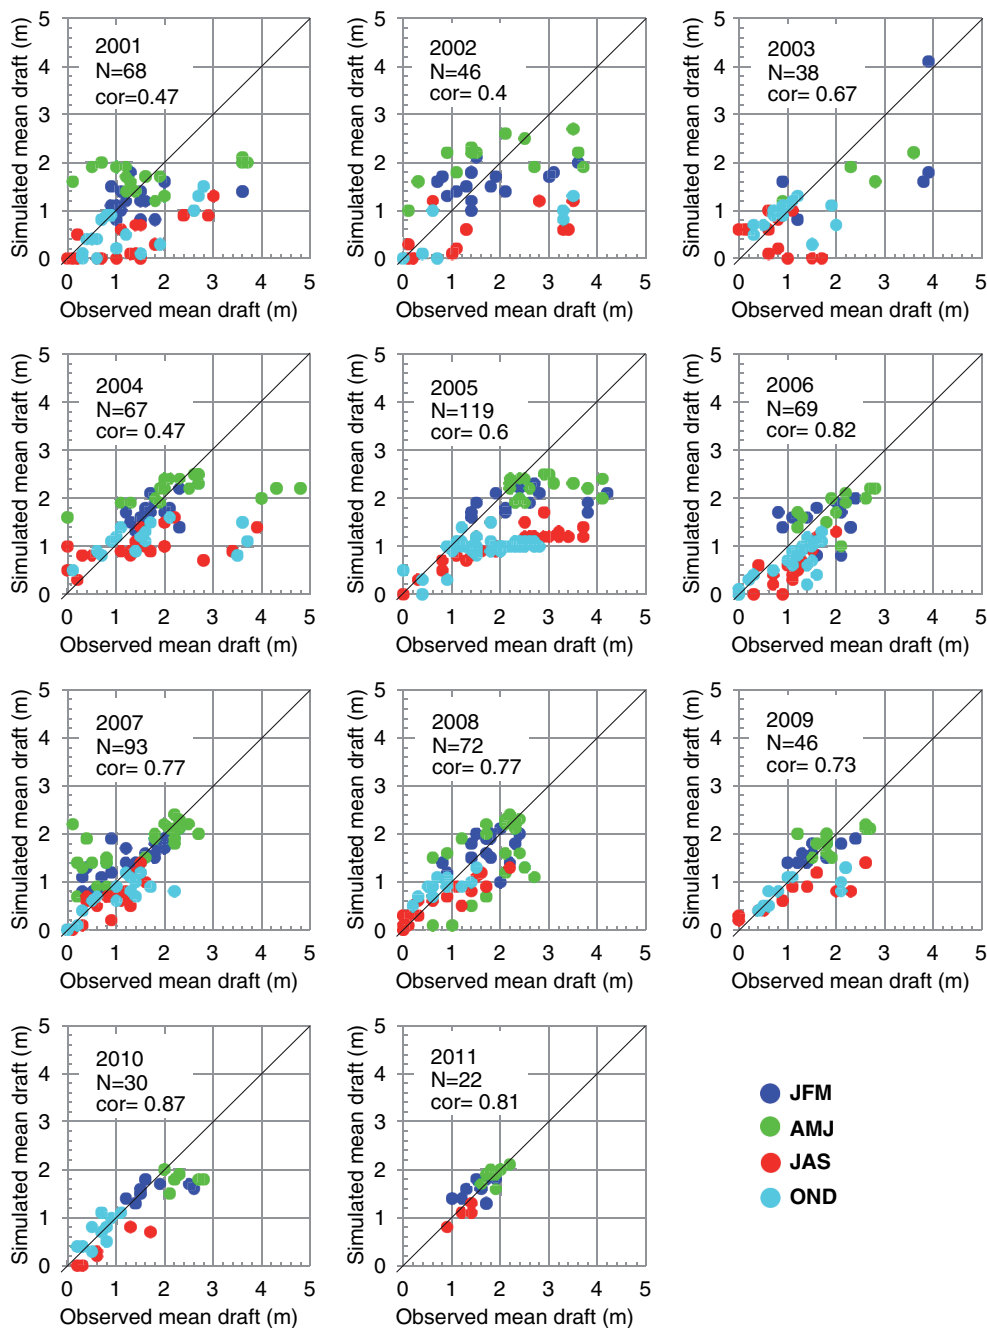 Simulated mean draft (m)
5
4
3
2
1
0
2001
N=68
cor=0.47
0 1 2 3 4 5
Observed mean draft (m)
Simulated mean draft (m)
5
4
3
2
1
0
2002
N=46
cor= 0.4
0 1 2 3 4 5
Observed mean draft (m)
Simulated mean draft (m)
5
4
3
2
1
0
2003
N=38
cor= 0.67
0 1 2 3 4 5
Observed mean draft (m)
Simulated mean draft (m)
5
4
3
2
1
0
2004
N=67
cor= 0.47
0 1 2 3 4 5
Observed mean draft (m)
Simulated mean draft (m)
5
4
3
2
1
0
2005
N=119
cor= 0.6
0 1 2 3 4 5
Observed mean draft (m)
Simulated mean draft (m)
5
4
3
2
1
0
2006
N=69
cor= 0.82
0 1 2 3 4 5
Observed mean draft (m)
Simulated mean draft (m)
5
4
3
2
1
0
2007
N=93
cor= 0.77
0 1 2 3 4 5
Observed mean draft (m)
Simulated mean draft (m)
5
4
3
2
1
0
2008
N=72
cor= 0.77
0 1 2 3 4 5
Observed mean draft (m)
Simulated mean draft (m)
5
4
3
2
1
0
2009
N=46
cor= 0.73
0 1 2 3 4 5
Observed mean draft (m)
Simulated mean draft (m)
5
4
3
2
1
0
2010
N=30
cor= 0.87
0 1 2 3 4 5
Observed mean draft (m)
Simulated mean draft (m)
5
4
3
2
1
0
2011
N=22
cor= 0.81
0 1 2 3 4 5
Observed mean draft (m)
JFM
AMJ
JAS
OND